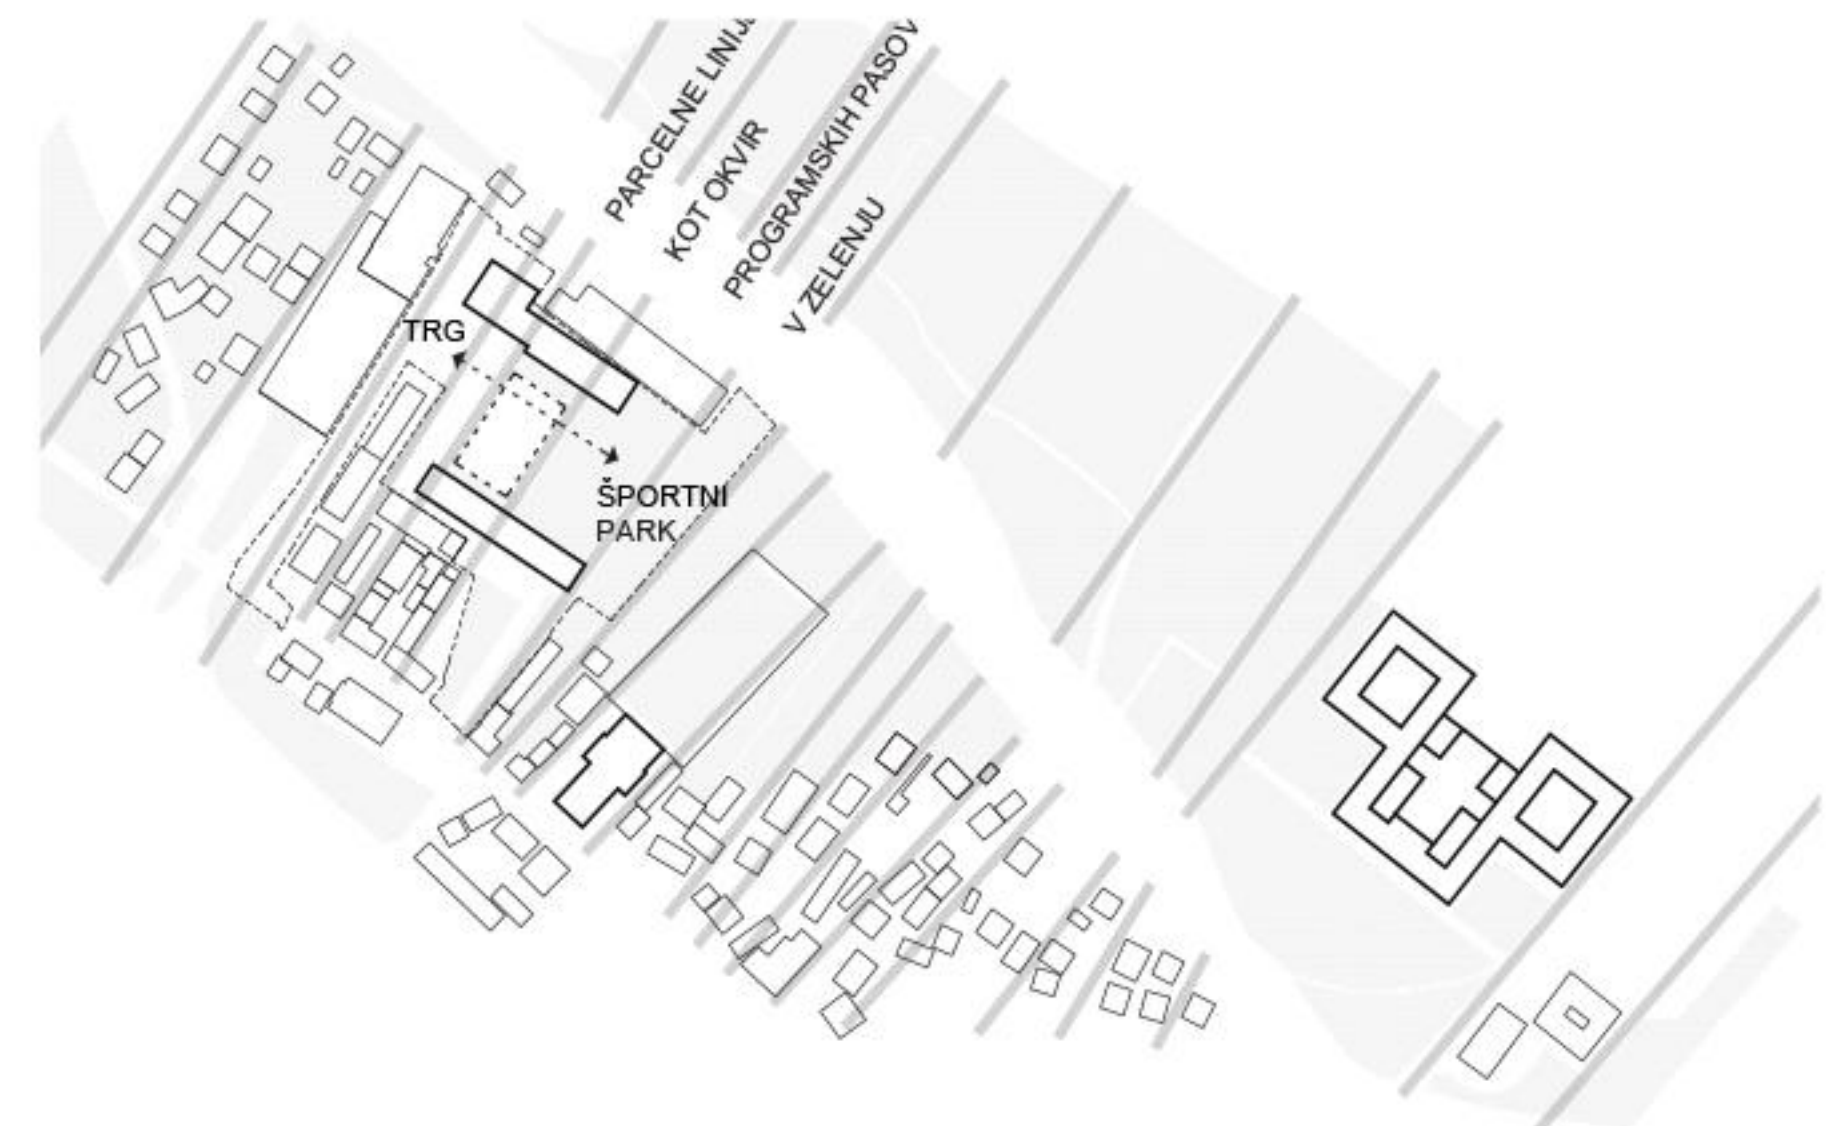 PARCELNE LINIJE
KOT OKVIR
PROGRAMSKIH PASOV
V ZELENJU
TRG
ŠPORTNI
PARK